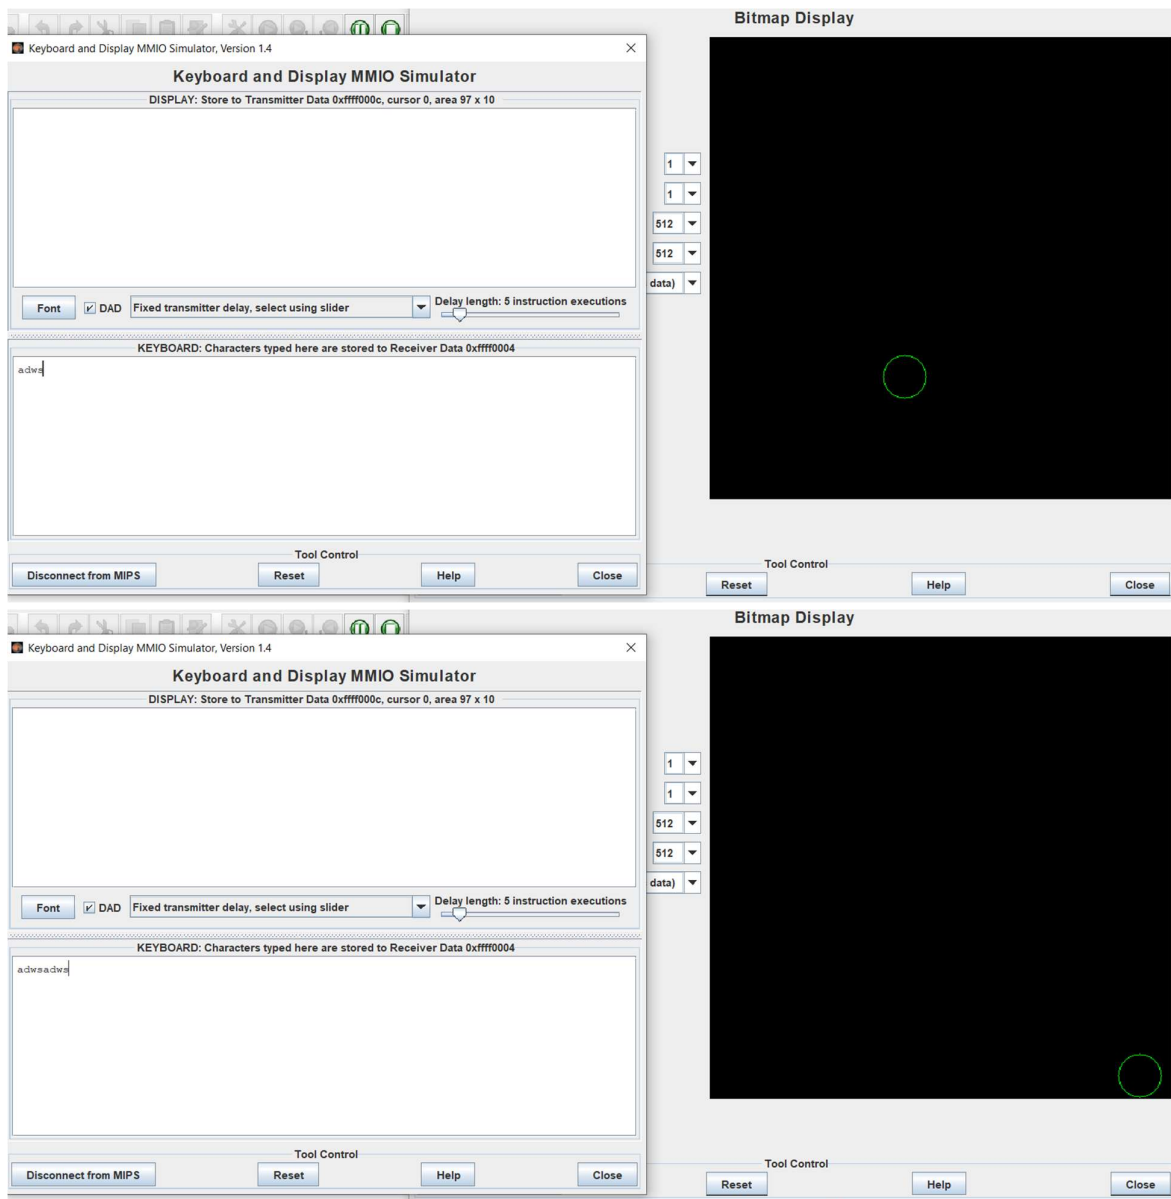 Bitmap Display
Keyboard and Display MMIO Simulator, Version 1.4
Keyboard and Display MMIO Simulator
DISPLAY: Store to Transmitter Data 0xffff000c, cursor 0, area 97 x 10
1
1
512
512
data)
Font
DAD
Fixed transmitter delay, select using slider
Delay length: 5 instruction executions
KEYBOARD: Characters typed here are stored to Receiver Data 0xffff0004
adws
Tool Control
Disconnect from MIPS
Reset
Help
Close
Tool Control
Reset
Help
Close
Bitmap Display
Keyboard and Display MMIO Simulator, Version 1.4
Keyboard and Display MMIO Simulator
DISPLAY: Store to Transmitter Data 0xffff000c, cursor 0, area 97 x 10
1
1
512
512
data)
Font
DAD
Fixed transmitter delay, select using slider
Delay length: 5 instruction executions
KEYBOARD: Characters typed here are stored to Receiver Data 0xffff0004
adwsadws
Tool Control
Disconnect from MIPS
Reset
Help
Close
Tool Control
Reset
Help
Close